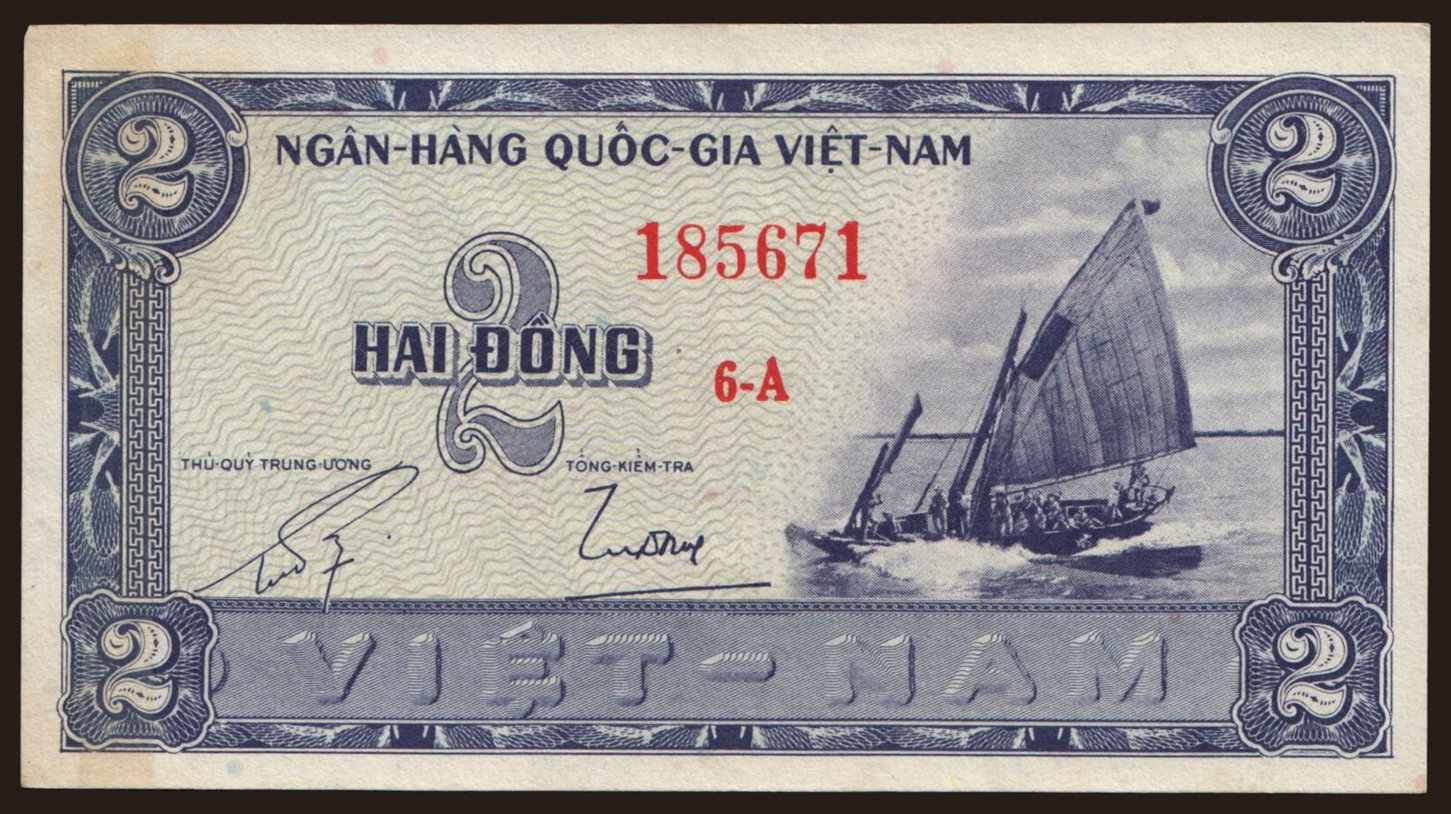 2 2
NGÂN-HÀNG QUỐC-GIA VIỆT-NAM
185671
2
HAI ĐỒNG
6-A
THỦ-QUỸ TRUNG-ƯƠNG TỔNG-KIỂM-TRA
VIỆT-NAM
2 2